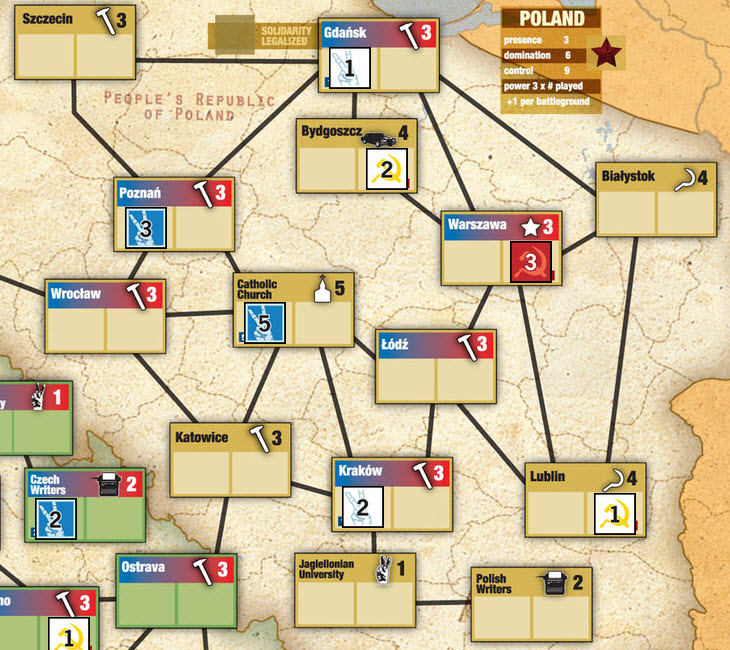 Szczecin 3
SOLIDARITY
LEGALIZED
Gdańsk 3
1
POLAND
presence 3
domination 6
control 9
power 3 x # played
+1 per battleground
PEOPLE'S REPUBLIC
OF POLAND
Bydgoszcz 4
2
Białystok 4
Poznań 3
3
Warszawa 3
3
Wrocław 3
Catholic
Church 5
5
Łódź 3
y 1
Katowice 3
Kraków 3
2
Lublin 4
1
Czech
Writers 2
2
Ostrava 3
Jagiellonian
University 1
Polish
Writers 2
no 3
1